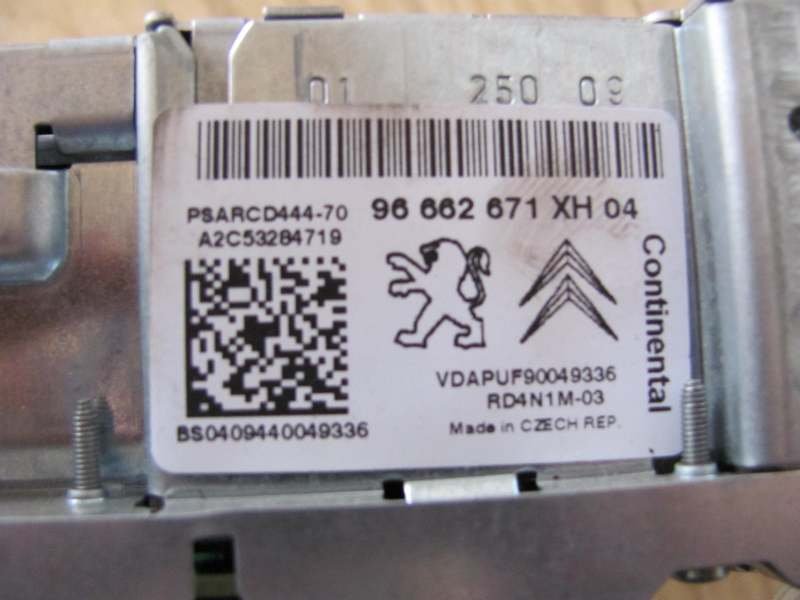 01 250 09
PSARCD444-70 96 662 671 XH 04
A2C53284719
Continental
VDAPUF90049336
RD4N1M-03
BS0409440049336
Made in CZECH REP.